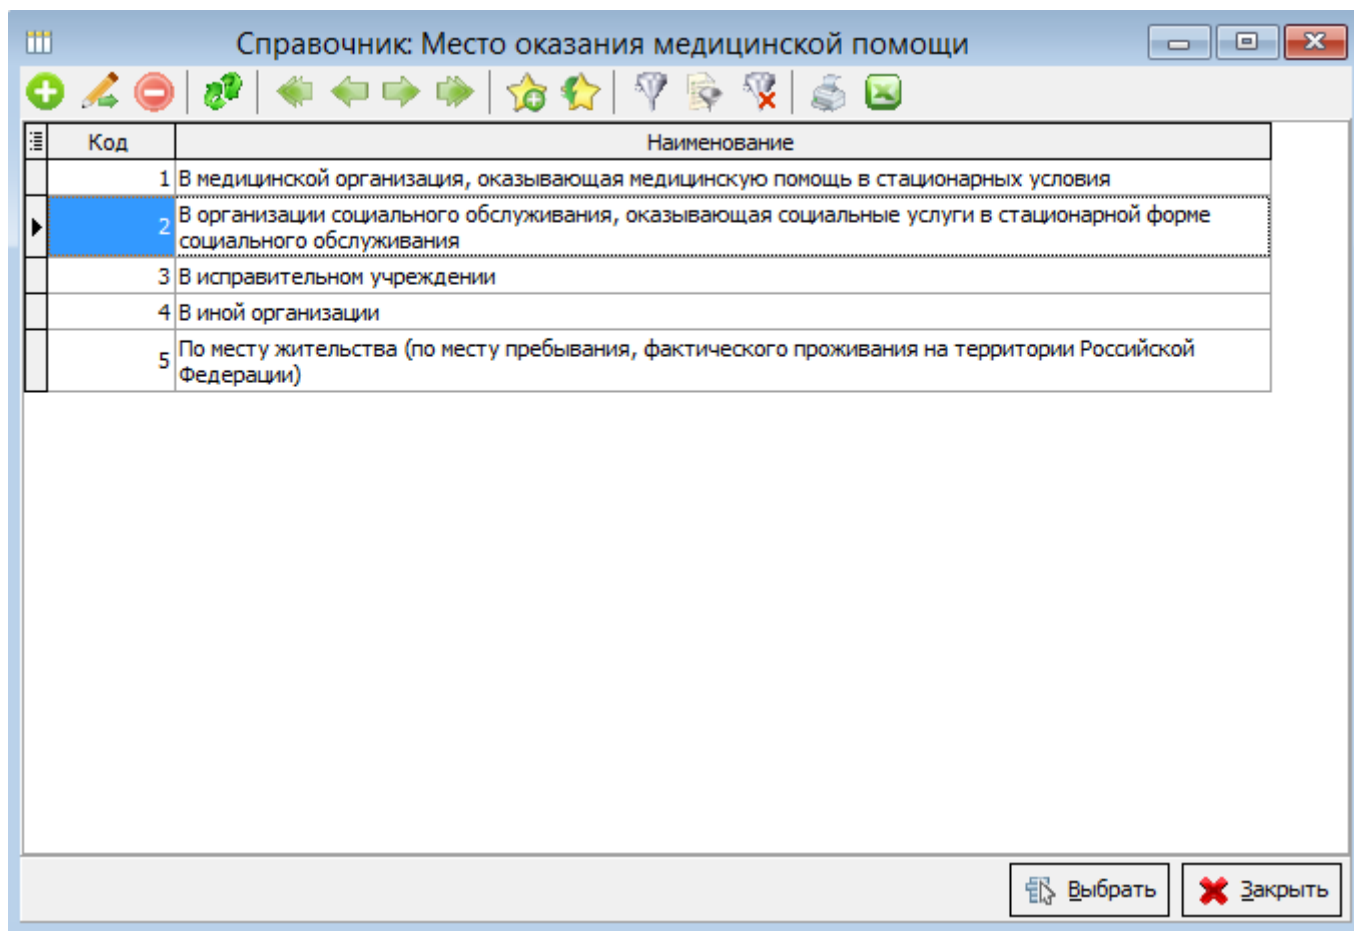 Справочник: Место оказания медицинской помощи
Код Наименование
1 В медицинской организация, оказывающая медицинскую помощь в стационарных условия
2 В организации социального обслуживания, оказывающая социальные услуги в стационарной форме
социального обслуживания
3 В исправительном учреждении
4 В иной организации
5 По месту жительства (по месту пребывания, фактического проживания на территории Российской
Федерации)
Выбрать Закрыть